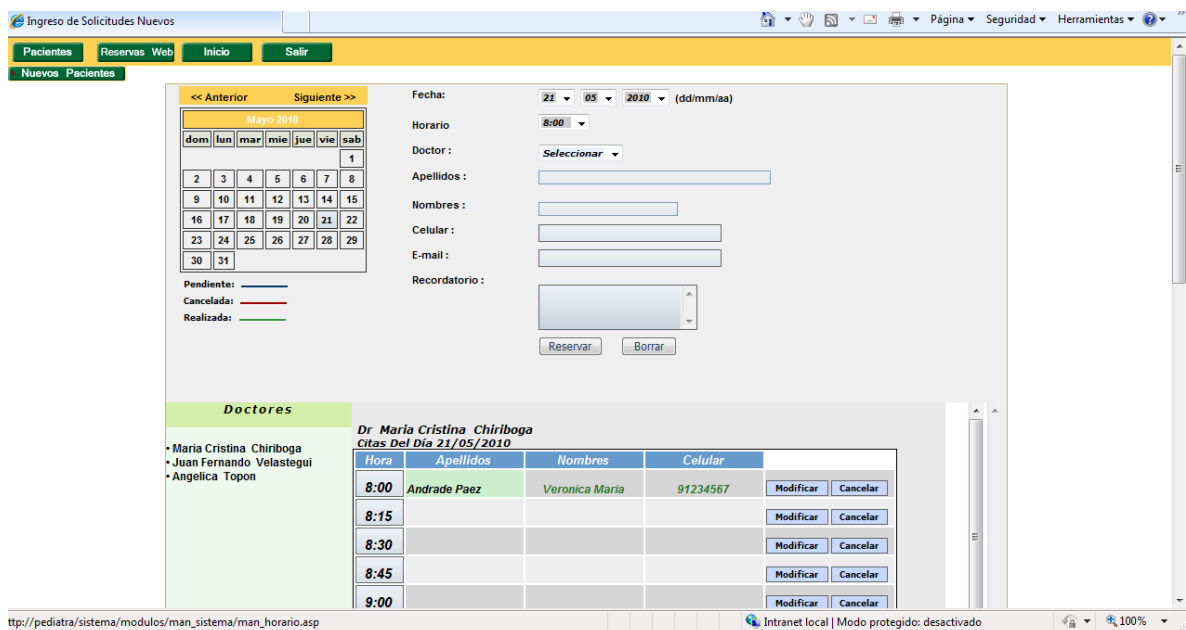 Ingreso de Solicitudes Nuevos
Página Seguridad Herramientas
Pacientes Reservas Web Inicio Salir
Nuevos Pacientes
<< Anterior Siguiente >>
Mayo 2010
dom lun mar mie jue vie sab
1
2 3 4 5 6 7 8
9 10 11 12 13 14 15
16 17 18 19 20 21 22
23 24 25 26 27 28 29
30 31
Pendiente:
Cancelada:
Realizada:
Fecha: 21 05 2010 (dd/mm/aa)
Horario 8:00
Doctor : Seleccionar
Apellidos :
Nombres :
Celular :
E-mail :
Recordatorio :
Reservar Borrar
Doctores
• Maria Cristina Chiriboga
• Juan Fernando Velastegui
• Angelica Topon
Dr Maria Cristina Chiriboga
Citas Del Día 21/05/2010
Hora Apellidos Nombres Celular
8:00 Andrade Paez Veronica Maria 91234567 Modificar Cancelar
8:15 Modificar Cancelar
8:30 Modificar Cancelar
8:45 Modificar Cancelar
9:00 Modificar Cancelar
ttp://pediatra/sistema/modulos/man_sistema/man_horario.asp
Intranet local | Modo protegido: desactivado
100%